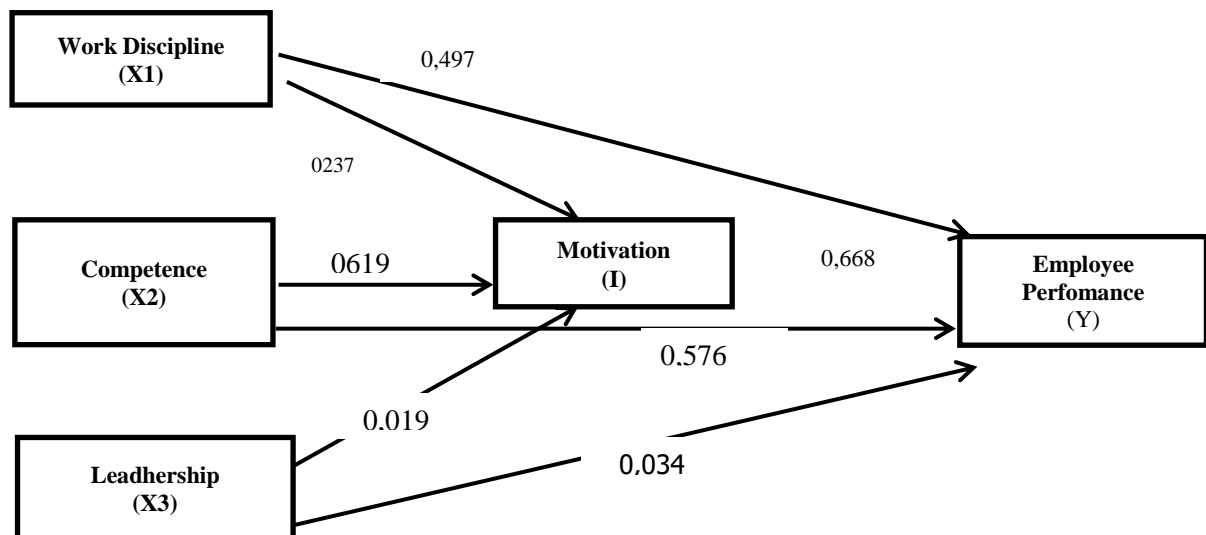 Work Discipline
(X1)
0,497
0237
Competence
(X2)
0619
Motivation
(I)
0,668
Employee
Perfomance
(Y)
0,576
0,019
Leadhership
(X3)
0,034